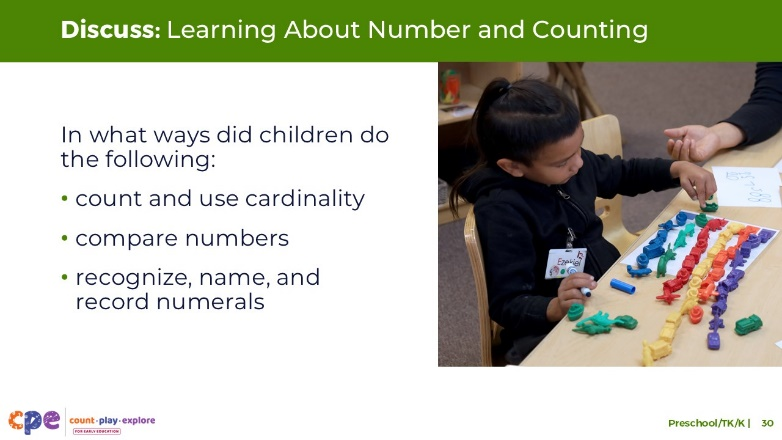 Discuss: Learning About Number and Counting
In what ways did children do
the following:
• count and use cardinality
• compare numbers
• recognize, name, and
record numerals
Ezekiel
cpe
count·play·explore
FOR EARLY EDUCATION
Preschool/TK/K | 30